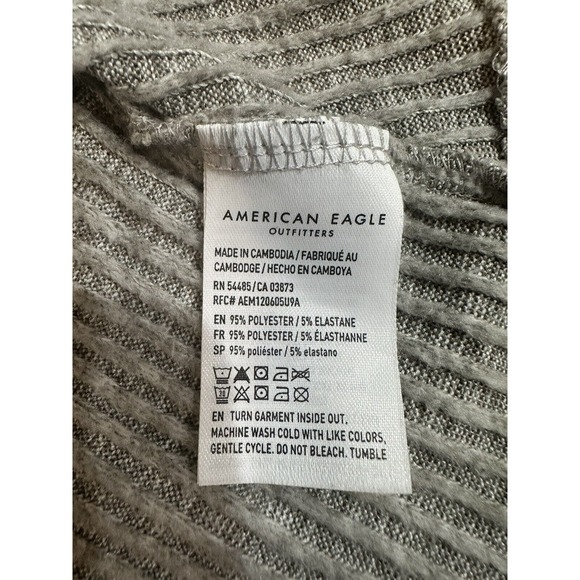 AMERICAN EAGLE
OUTFITTERS
MADE IN CAMBODIA / FABRIQUÉ AU
CAMBODGE / HECHO EN CAMBOYA
RN 54485 / CA 03873
RFC# AEM120605U9A
EN 95% POLYESTER / 5% ELASTANE
FR 95% POLYESTER / 5% ÉLASTHANNE
SP 95% poliéster / 5% elastano
EN TURN GARMENT INSIDE OUT.
MACHINE WASH COLD WITH LIKE COLORS,
GENTLE CYCLE. DO NOT BLEACH. TUMBLE